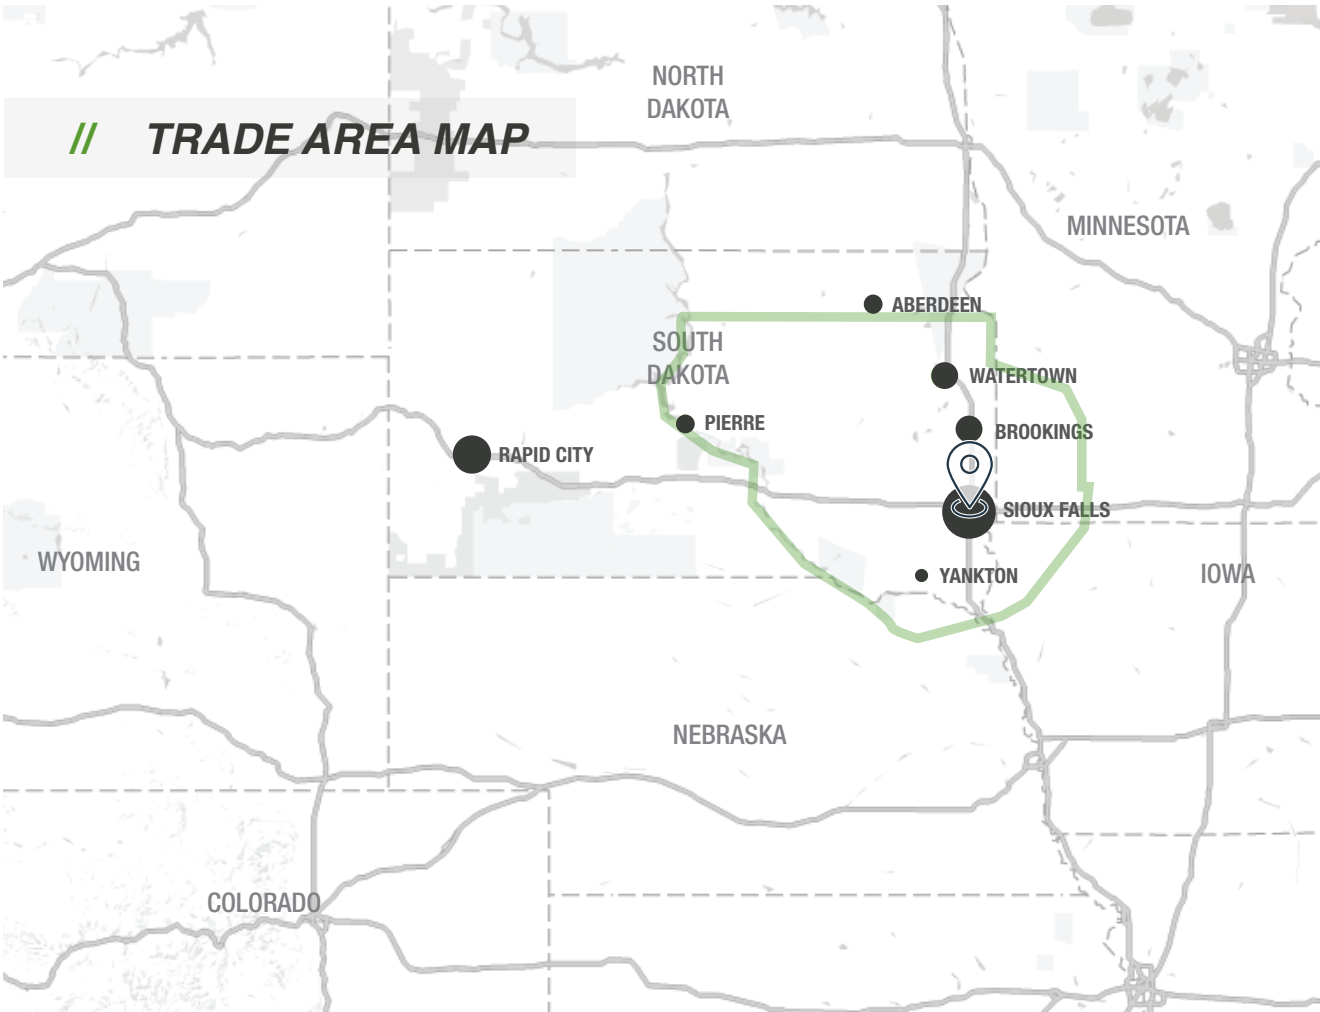 NORTH
DAKOTA
// TRADE AREA MAP
MINNESOTA
ABERDEEN
SOUTH
DAKOTA
WATERTOWN
PIERRE
BROOKINGS
RAPID CITY
SIOUX FALLS
WYOMING
YANKTON
IOWA
NEBRASKA
COLORADO